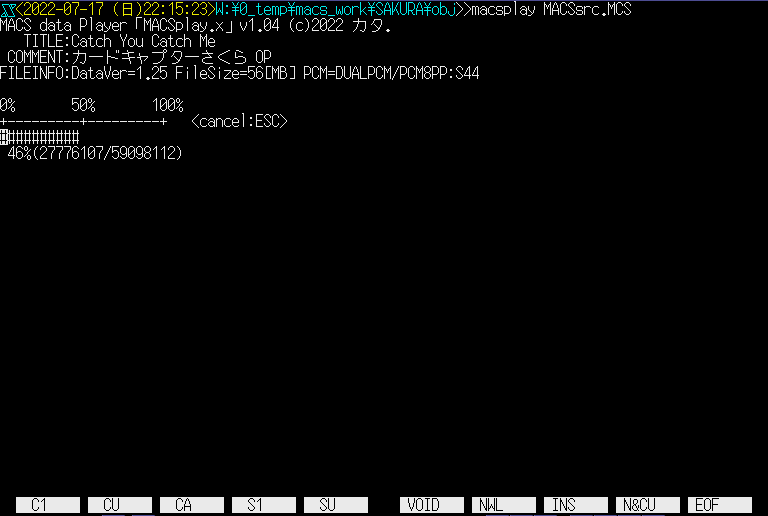 <2022-07-17 (日)22:15:23>W:¥0_temp¥macs_work¥SAKURA¥obj>>macsplay MACSsrc.MCS
MACS data Player「MACSplay.x」v1.04 (c)2022 カタ.
TITLE:Catch You Catch Me
COMMENT:カードキャプターさくら OP
FILEINFO:DataVer=1.25 FileSize=56[MB] PCM=DUALPCM/PCM8PP:S44
0% 50% 100%
+---------+---------+ <cancel:ESC>
##########
46%(27776107/59098112)
C1 CU CA S1 SU VOID NWL INS N&CU EOF